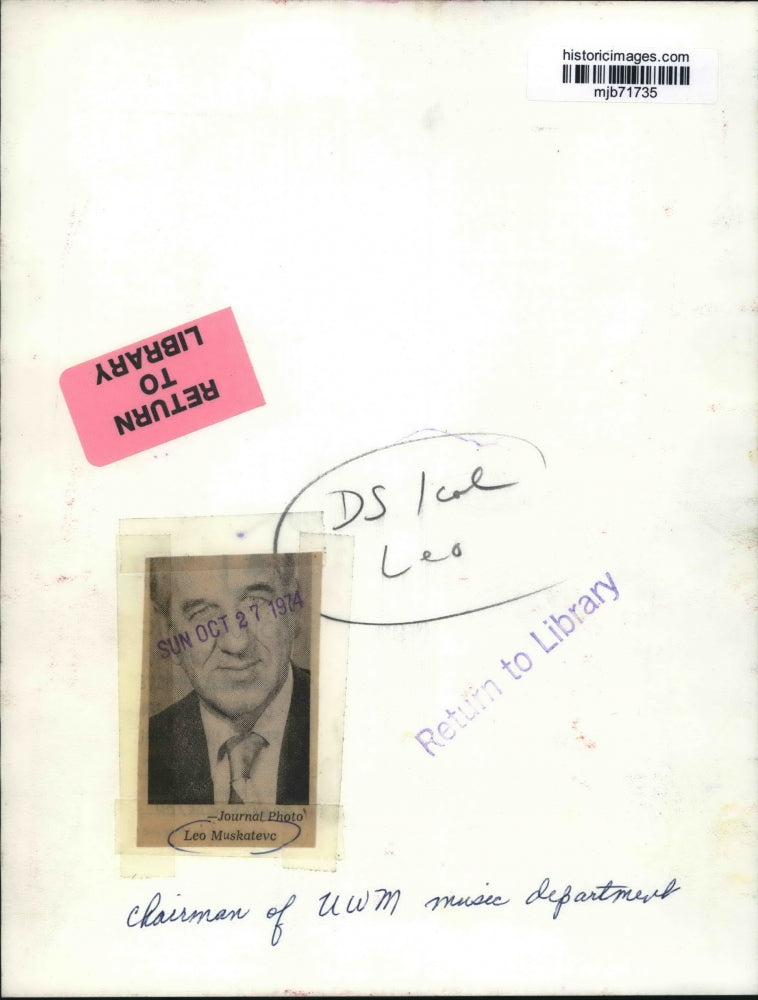 historicimages.com
mjb71735
RETURN
TO
LIBRARY
DS 1col
Leo
SUN OCT 27 1974
Return to Library
—Journal Photo
Leo Muskatevc
chairman of UWM music department